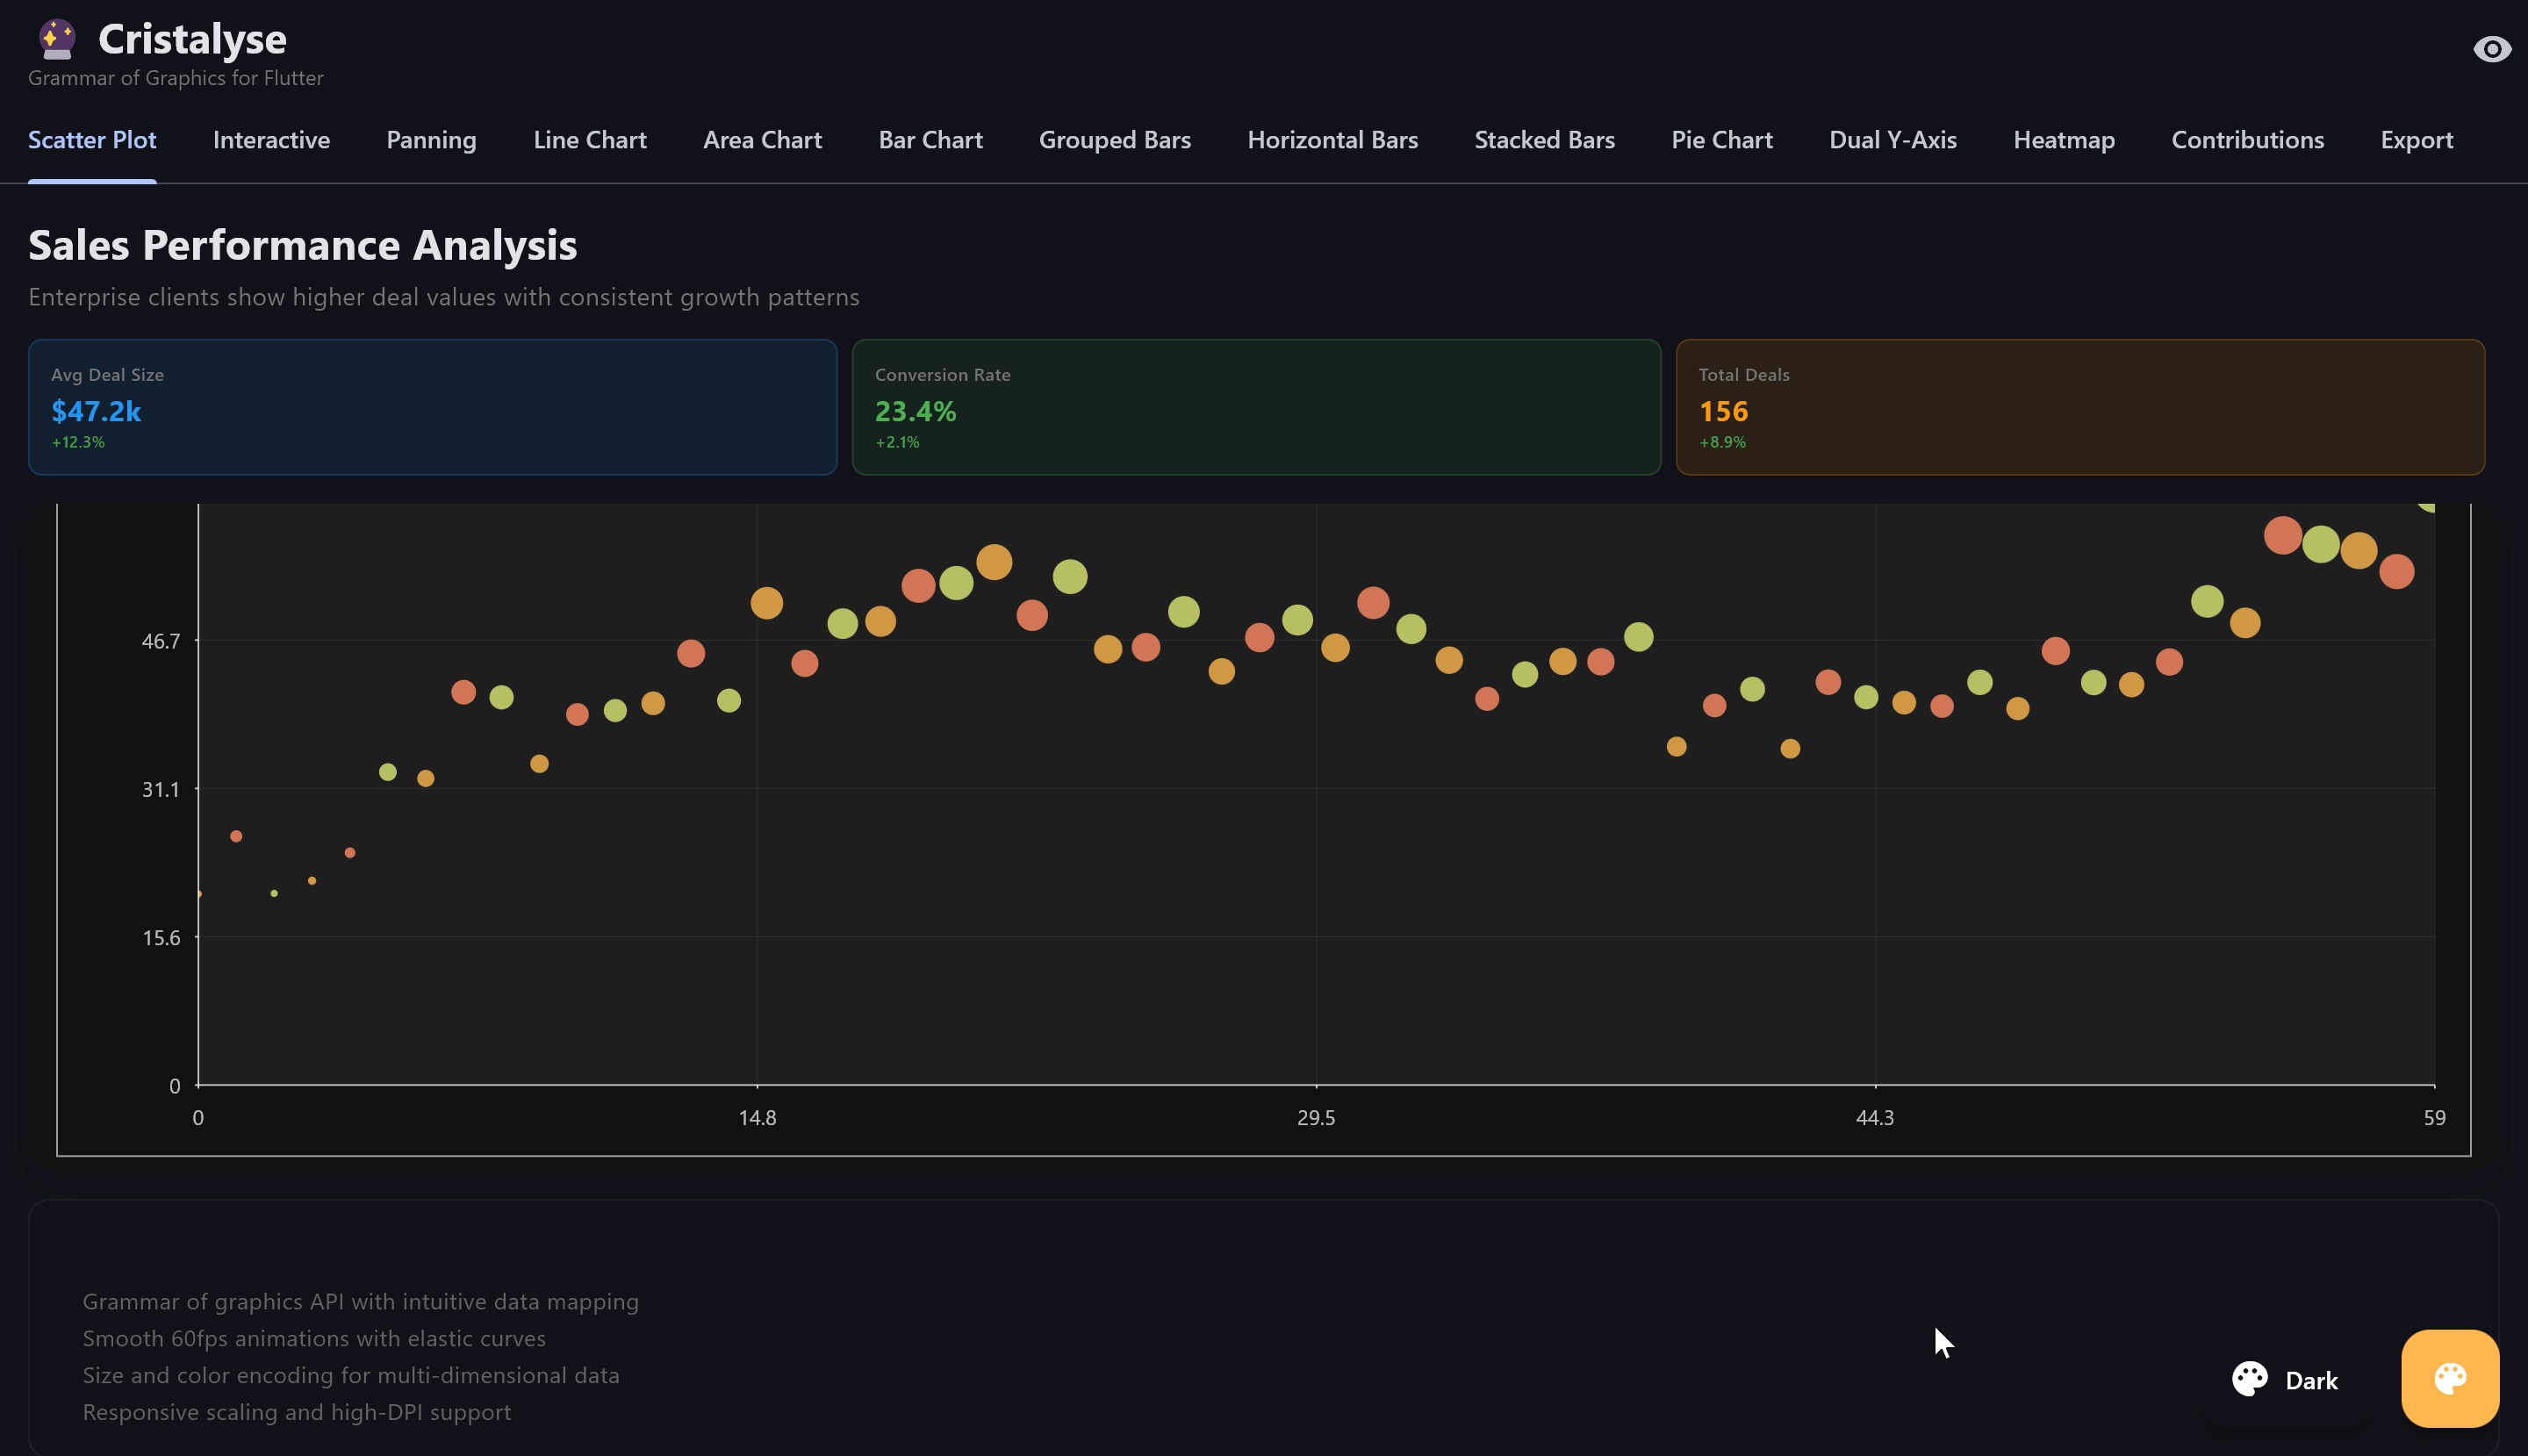 Cristalyse
Grammar of Graphics for Flutter
Scatter Plot Interactive Panning Line Chart Area Chart Bar Chart Grouped Bars Horizontal Bars Stacked Bars Pie Chart Dual Y-Axis Heatmap Contributions Export
Sales Performance Analysis
Enterprise clients show higher deal values with consistent growth patterns
Avg Deal Size
$47.2k
+12.3%
Conversion Rate
23.4%
+2.1%
Total Deals
156
+8.9%
46.7
31.1
15.6
0
0 14.8 29.5 44.3 59
Grammar of graphics API with intuitive data mapping
Smooth 60fps animations with elastic curves
Size and color encoding for multi-dimensional data
Responsive scaling and high-DPI support
Dark